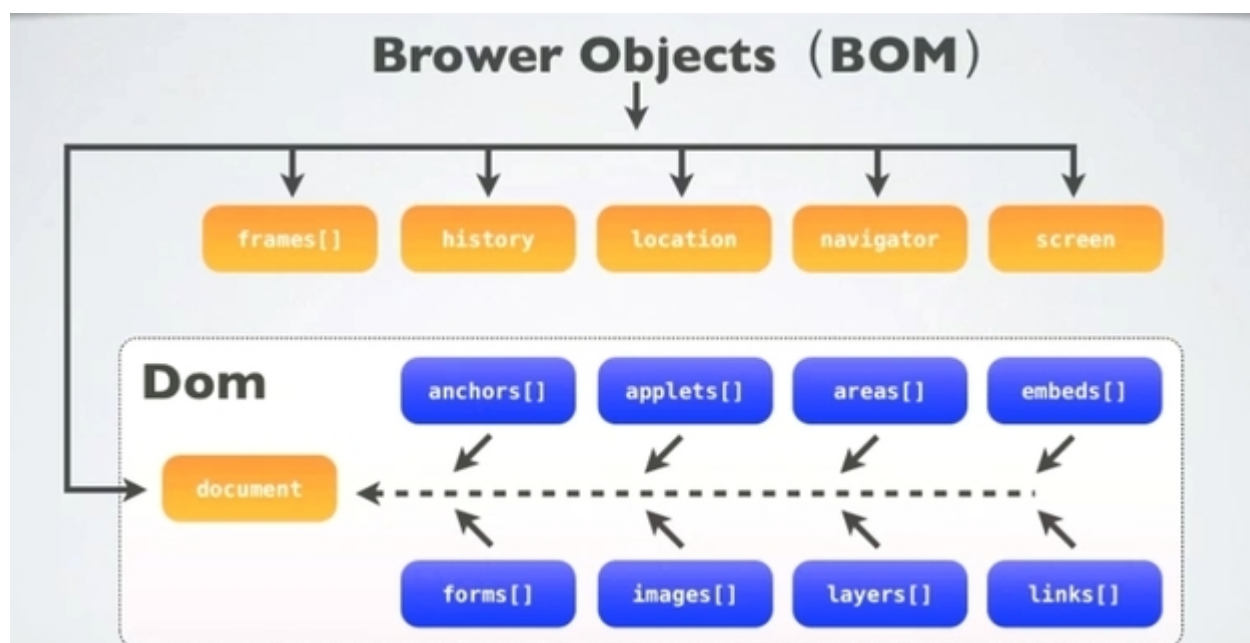 Brower Objects（BOM）
frames[] history location navigator screen
Dom
anchors[] applets[] areas[] embeds[]
document
forms[] images[] layers[] links[]